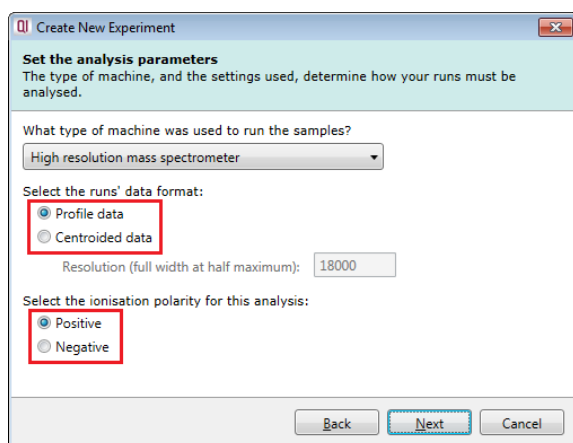 QI Create New Experiment
Set the analysis parameters
The type of machine, and the settings used, determine how your runs must be
analysed.
What type of machine was used to run the samples?
High resolution mass spectrometer
Select the runs' data format:
Profile data
Centroided data
Resolution (full width at half maximum): 18000
Select the ionisation polarity for this analysis:
Positive
Negative
Back Next Cancel